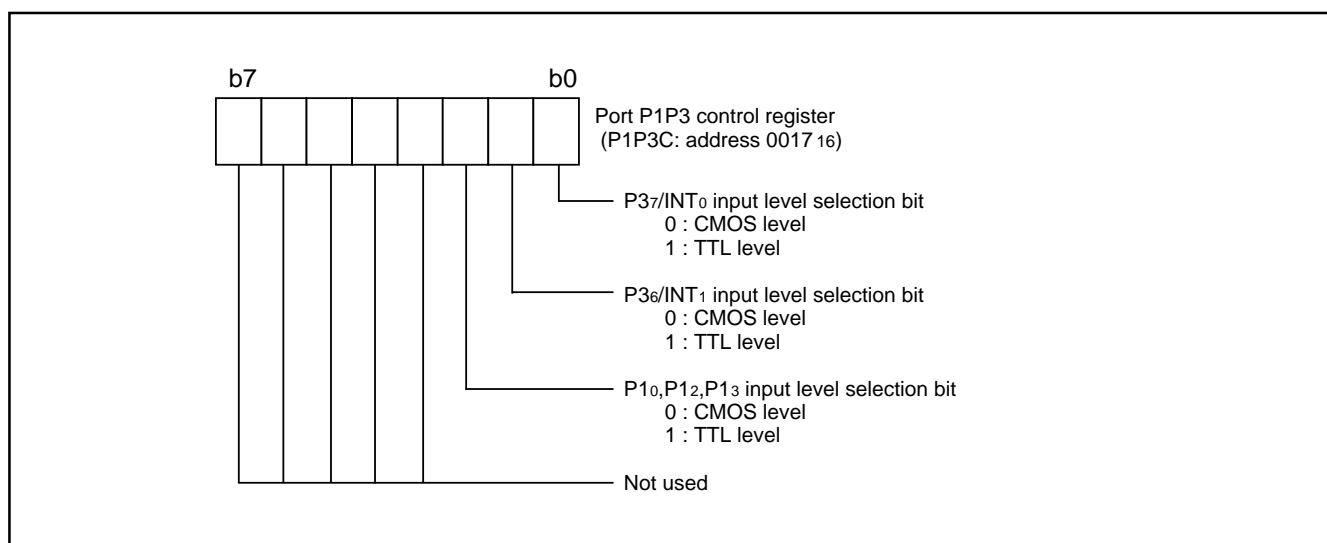 b7 b0
Port P1P3 control register
(P1P3C: address 0017 16)
P37/INT0 input level selection bit
0 : CMOS level
1 : TTL level
P36/INT1 input level selection bit
0 : CMOS level
1 : TTL level
P10,P12,P13 input level selection bit
0 : CMOS level
1 : TTL level
Not used